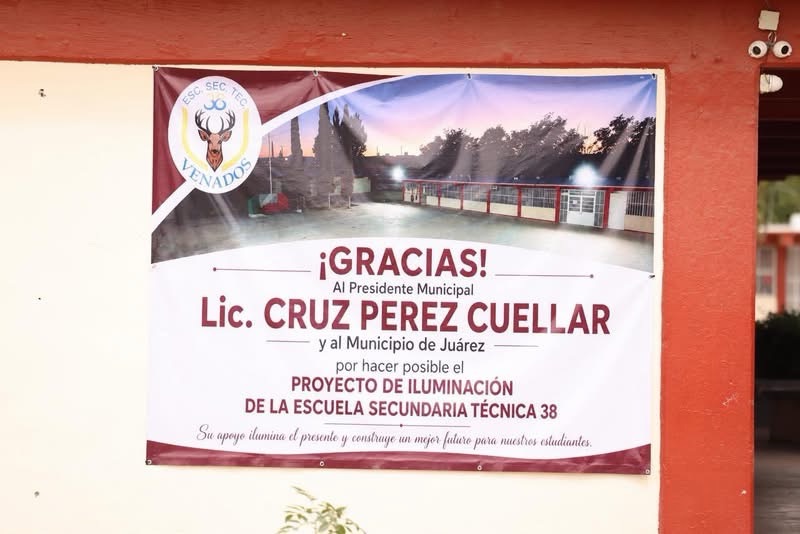 ESC. SEC. TEC.
38
VENADOS
¡GRACIAS!
Al Presidente Municipal
Lic. CRUZ PEREZ CUELLAR
y al Municipio de Juárez
por hacer posible el
PROYECTO DE ILUMINACIÓN
DE LA ESCUELA SECUNDARIA TÉCNICA 38
Su apoyo ilumina el presente y construye un mejor futuro para nuestros estudiantes.